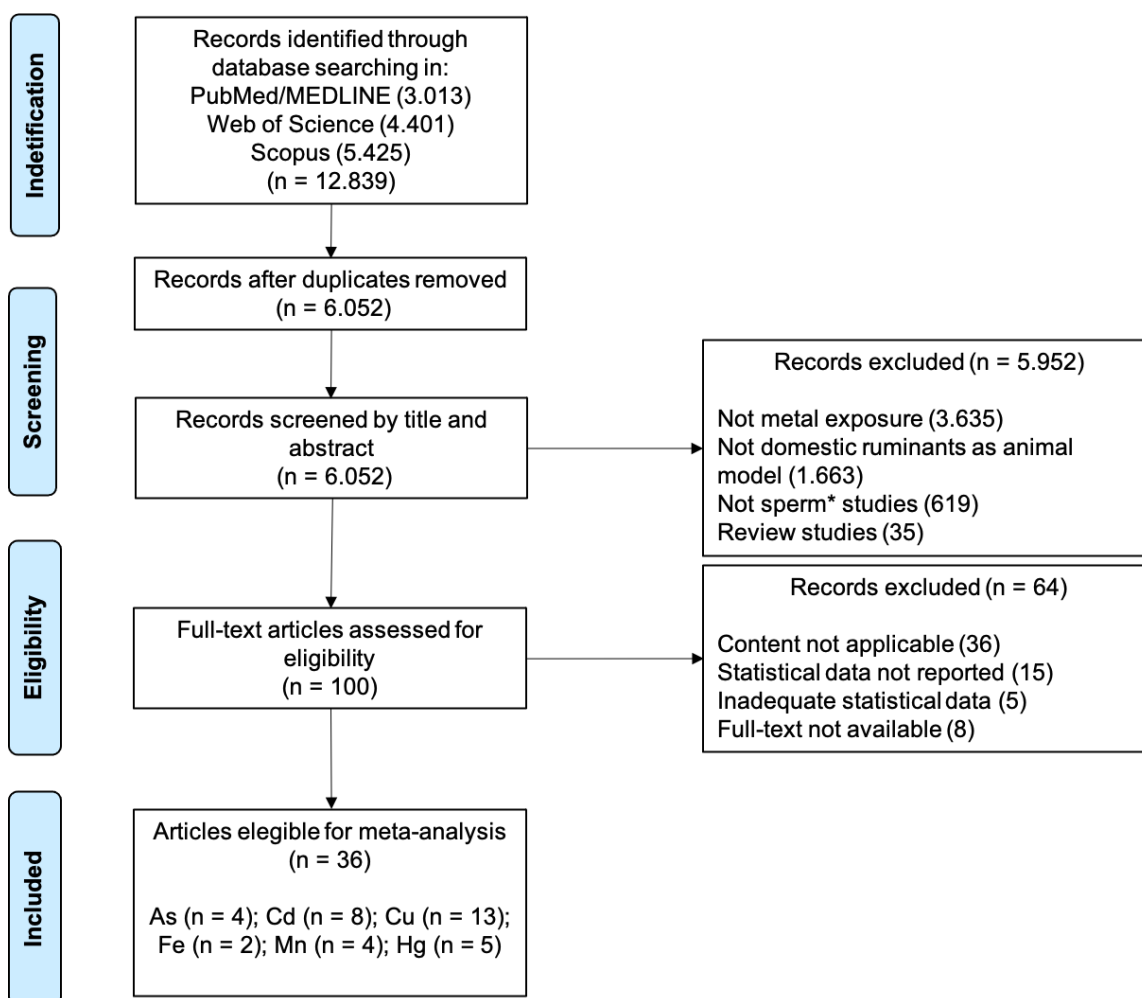 Indetification
Records identified through
database searching in:
PubMed/MEDLINE (3.013)
Web of Science (4.401)
Scopus (5.425)
(n = 12.839)
Records after duplicates removed
(n = 6.052)
Screening
Records screened by title and
abstract
(n = 6.052)
Records excluded (n = 5.952)
Not metal exposure (3.635)
Not domestic ruminants as animal
model (1.663)
Not sperm* studies (619)
Review studies (35)
Eligibility
Full-text articles assessed for
eligibility
(n = 100)
Records excluded (n = 64)
Content not applicable (36)
Statistical data not reported (15)
Inadequate statistical data (5)
Full-text not available (8)
Included
Articles elegible for meta-analysis
(n = 36)
As (n = 4); Cd (n = 8); Cu (n = 13);
Fe (n = 2); Mn (n = 4); Hg (n = 5)